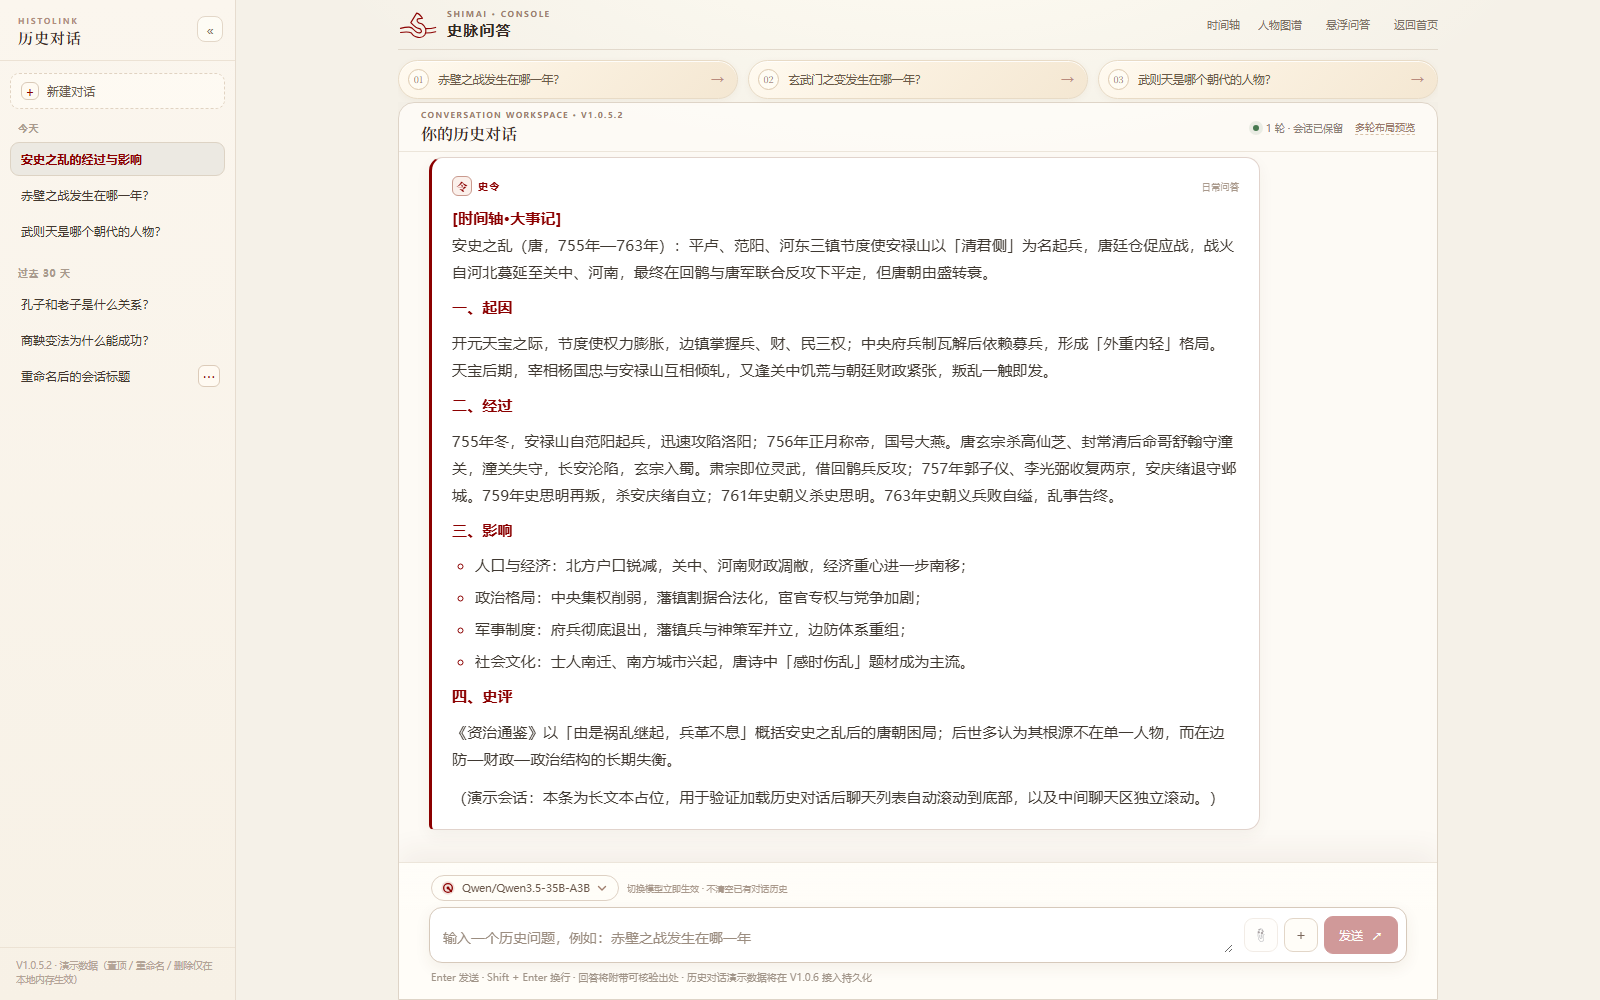 HISTOLINK
历史对话
«
+ 新建对话
今天
安史之乱的经过与影响
赤壁之战发生在哪一年?
武则天是哪个朝代的人物?
过去 30 天
孔子和老子是什么关系?
商鞅变法为什么能成功?
重命名后的会话标题
...
V1.0.5.2 · 演示数据（置顶 / 重命名 / 删除仅在
本地内存生效）
SHIMAI • CONSOLE
史脉问答
时间轴 人物图谱 悬浮问答 返回首页
01 赤壁之战发生在哪一年? →
02 玄武门之变发生在哪一年? →
03 武则天是哪个朝代的人物? →
CONVERSATION WORKSPACE • V1.0.5.2
你的历史对话
1 轮 · 会话已保留 多轮布局预览
令 史令 日常问答
[时间轴•大事记]
安史之乱（唐，755年—763年）：平卢、范阳、河东三镇节度使安禄山以「清君侧」为名起兵，唐廷仓促应战，战火
自河北蔓延至关中、河南，最终在回鹘与唐军联合反攻下平定，但唐朝由盛转衰。
一、起因
开元天宝之际，节度使权力膨胀，边镇掌握兵、财、民三权；中央府兵制瓦解后依赖募兵，形成「外重内轻」格局。
天宝后期，宰相杨国忠与安禄山互相倾轧，又逢关中饥荒与朝廷财政紧张，叛乱一触即发。
二、经过
755年冬，安禄山自范阳起兵，迅速攻陷洛阳；756年正月称帝，国号大燕。唐玄宗杀高仙芝、封常清后命哥舒翰守潼
关，潼关失守，长安沦陷，玄宗入蜀。肃宗即位灵武，借回鹘兵反攻；757年郭子仪、李光弼收复两京，安庆绪退守邺
城。759年史思明再叛，杀安庆绪自立；761年史朝义杀史思明。763年史朝义兵败自缢，乱事告终。
三、影响
人口与经济：北方户口锐减，关中、河南财政凋敝，经济重心进一步南移；
政治格局：中央集权削弱，藩镇割据合法化，宦官专权与党争加剧；
军事制度：府兵彻底退出，藩镇兵与神策军并立，边防体系重组；
社会文化：士人南迁、南方城市兴起，唐诗中「感时伤乱」题材成为主流。
四、史评
《资治通鉴》以「由是祸乱继起，兵革不息」概括安史之乱后的唐朝困局；后世多认为其根源不在单一人物，而在边
防—财政—政治结构的长期失衡。
（演示会话：本条为长文本占位，用于验证加载历史对话后聊天列表自动滚动到底部，以及中间聊天区独立滚动。）
Qwen/Qwen3.5-35B-A3B 切换模型立即生效 · 不清空已有对话历史
输入一个历史问题，例如：赤壁之战发生在哪一年
+
发送 ↗
Enter 发送 · Shift + Enter 换行 · 回答将附带可核验出处 · 历史对话演示数据将在 V1.0.6 接入持久化